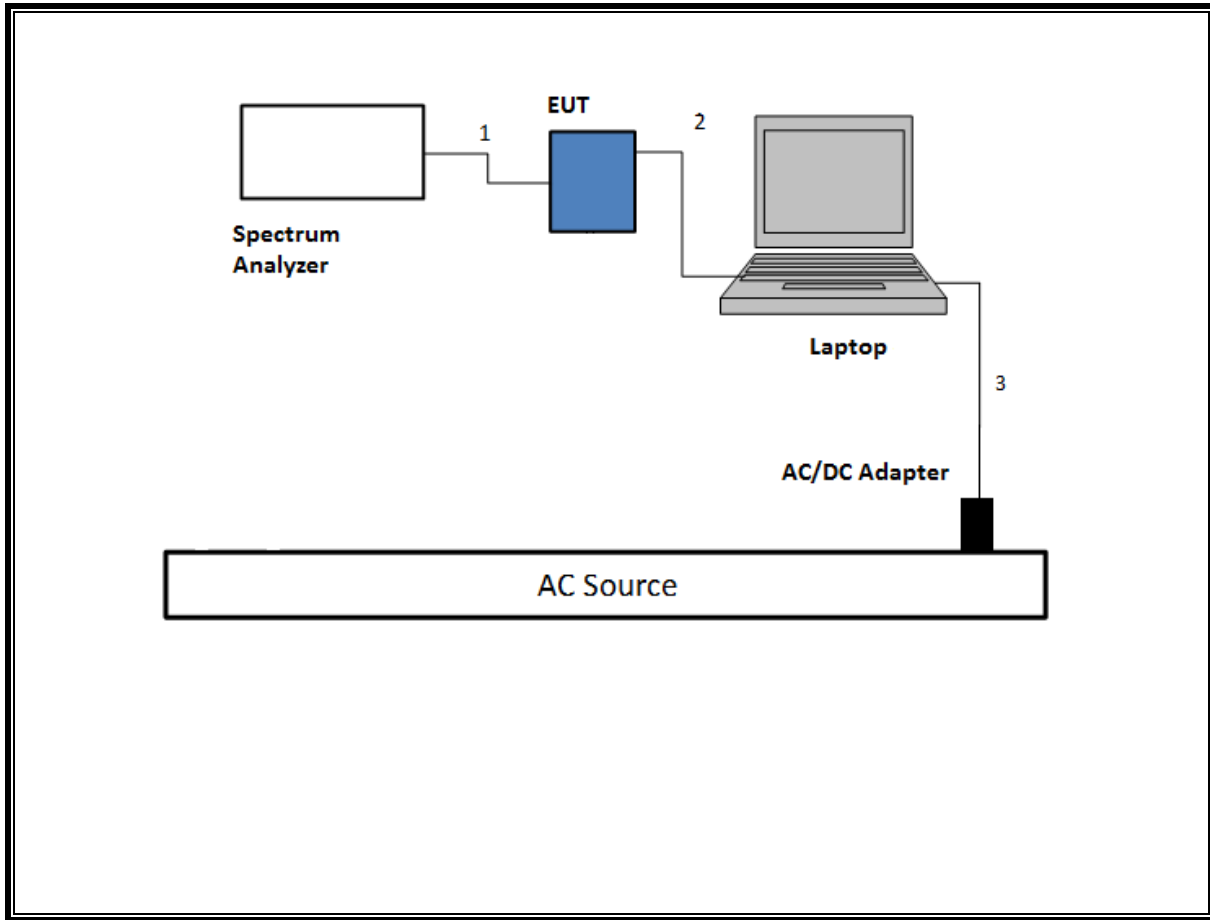 EUT
1
2
Spectrum
Analyzer
Laptop
3
AC/DC Adapter
AC Source